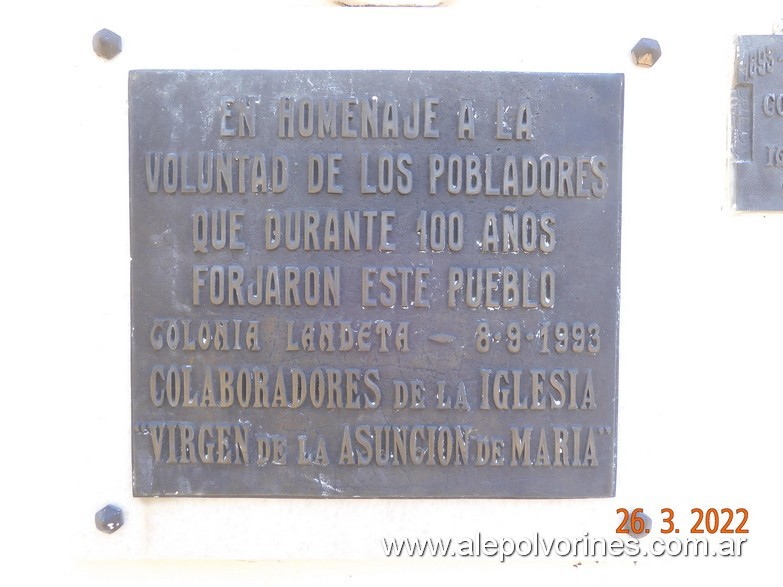 EN HOMENAJE A LA
VOLUNTAD DE LOS POBLADORES
QUE DURANTE 100 AÑOS
FORJARON ESTE PUEBLO
COLONIA LANDETA — 8-9-1993
COLABORADORES DE LA IGLESIA
"VIRGEN DE LA ASUNCION DE MARIA"
1893-
26. 3. 2022
www.alepolvorines.com.ar